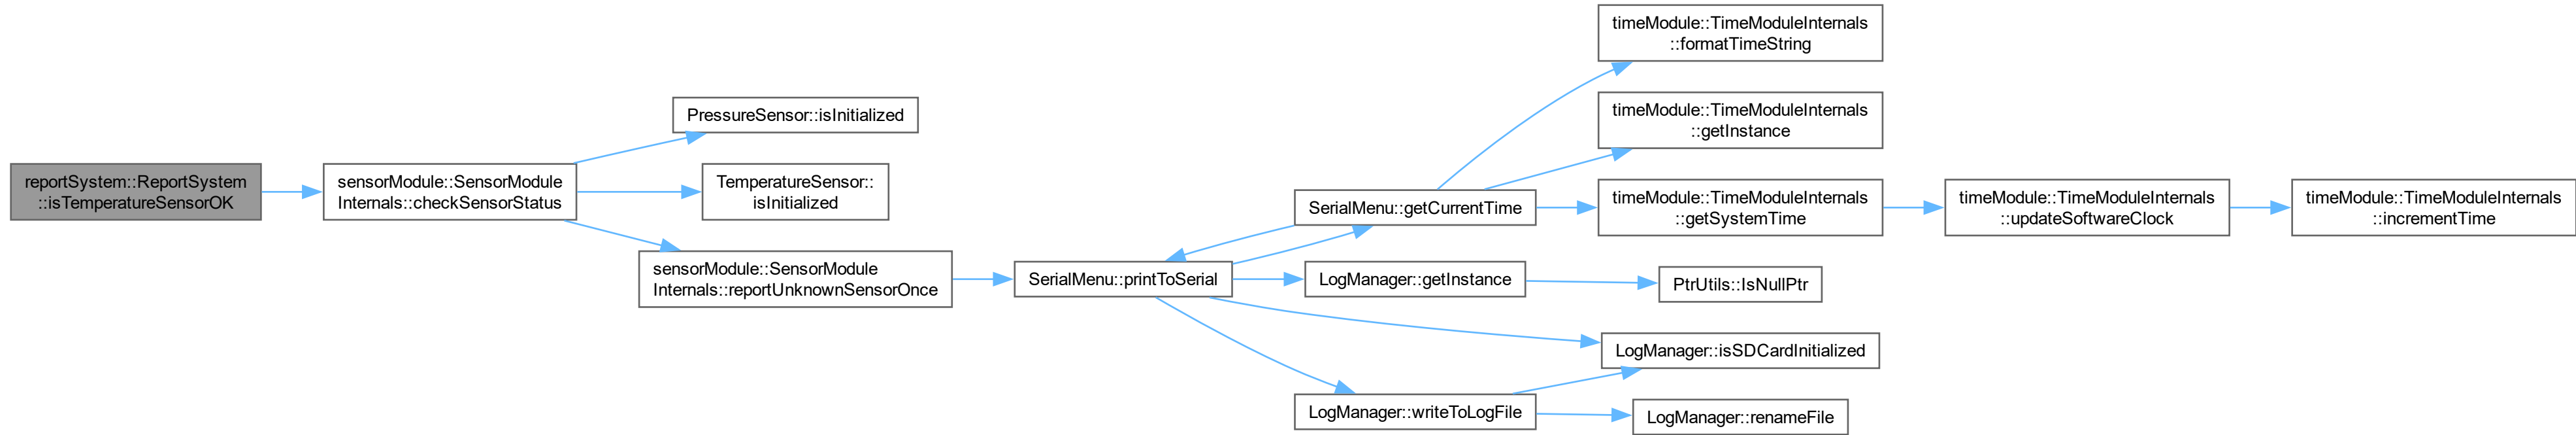 reportSystem::ReportSystem
::isTemperatureSensorOK
sensorModule::SensorModule
Internals::checkSensorStatus
PressureSensor::isInitialized
TemperatureSensor::
isInitialized
sensorModule::SensorModule
Internals::reportUnknownSensorOnce
SerialMenu::printToSerial
SerialMenu::getCurrentTime
timeModule::TimeModuleInternals
::formatTimeString
timeModule::TimeModuleInternals
::getInstance
timeModule::TimeModuleInternals
::getSystemTime
timeModule::TimeModuleInternals
::updateSoftwareClock
timeModule::TimeModuleInternals
::incrementTime
LogManager::getInstance
PtrUtils::IsNullPtr
LogManager::isSDCardInitialized
LogManager::writeToLogFile
LogManager::renameFile